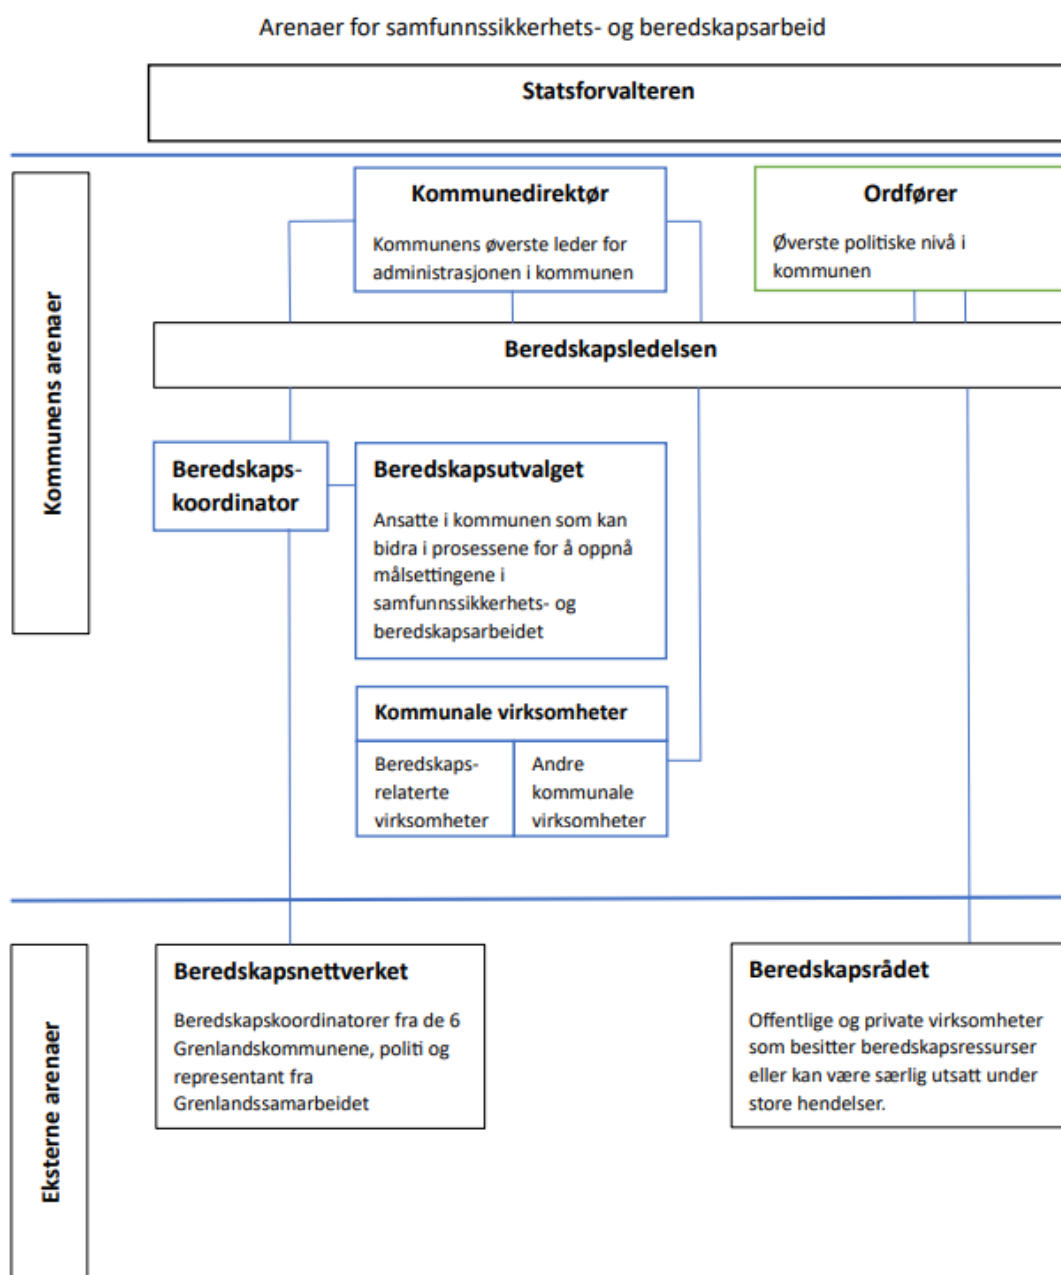 Arenaer for samfunnssikkerhets- og beredskapsarbeid
Statsforvalteren
Kommunens arenaer
Kommunedirektør
Kommunens øverste leder for
administrasjonen i kommunen
Ordfører
Øverste politiske nivå i
kommunen
Beredskapsledelsen
Beredskaps-
koordinator
Beredskapsutvalget
Ansatte i kommunen som kan
bidra i prosessene for å oppnå
målsettingene i
samfunnssikkerhets- og
beredskapsarbeidet
Kommunale virksomheter
Beredskaps-
relaterte
virksomheter
Andre
kommunale
virksomheter
Eksterne arenaer
Beredskapsnettverket
Beredskapskoordinatorer fra de 6
Grenlandskommunene, politi og
representant fra
Grenlandssamarbeidet
Beredskapsrådet
Offentlige og private virksomheter
som besitter beredskapsressurser
eller kan være særlig utsatt under
store hendelser.